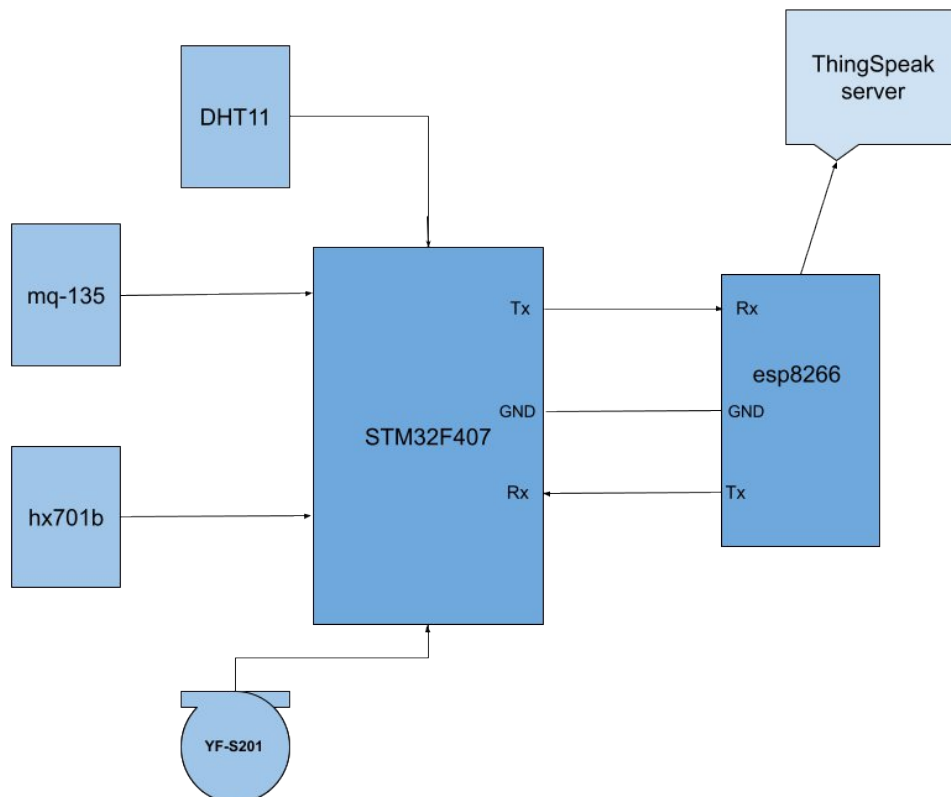 ThingSpeak
server
DHT11
mq-135
Tx
Rx
esp8266
GND
GND
STM32F407
Rx
Tx
hx701b
YF-S201